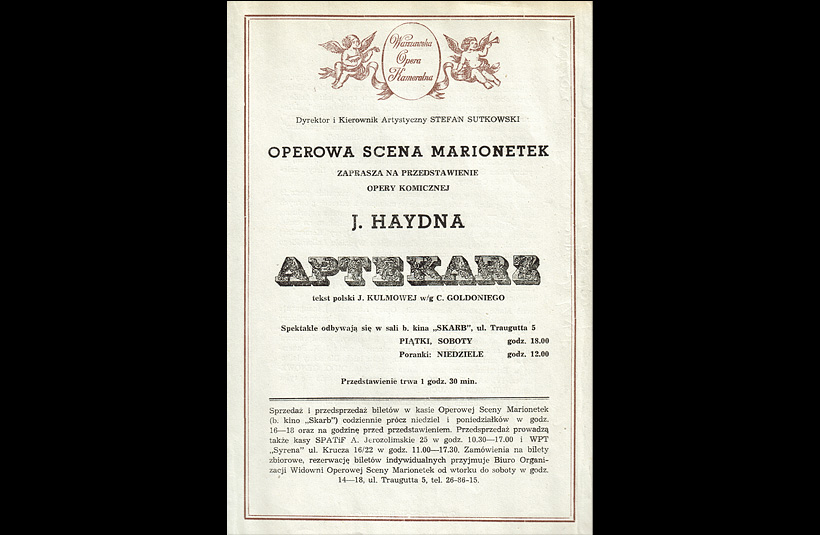 Warszawska
Opera
Kameralna
Dyrektor i Kierownik Artystyczny STEFAN SUTKOWSKI
OPEROWA SCENA MARIONETEK
ZAPRASZA NA PRZEDSTAWIENIE
OPERY KOMICZNEJ
J. HAYDNA
APTEKARZ
tekst polski J. KULMOWEJ w/g C. GOLDONIEGO
Spektakle odbywają się w sali b. kina „SKARB”, ul. Traugutta 5
PIĄTKI, SOBOTY godz. 18.00
Poranki: NIEDZIELE godz. 12.00
Przedstawienie trwa 1 godz. 30 min.
Sprzedaż i przedsprzedaż biletów w kasie Operowej Sceny Marionetek
(b. kino „Skarb”) codziennie prócz niedziel i poniedziałków w godz.
16—18 oraz na godzinę przed przedstawieniem. Przedsprzedaż prowadzą
także kasy SPATiF A. Jerozolimskie 25 w godz. 10.30—17.00 i WPT
„Syrena” ul. Krucza 16/22 w godz. 11.00—17.30. Zamówienia na bilety
zbiorowe, rezerwację biletów indywidualnych przyjmuje Biuro Organi-
zacji Widowni Operowej Sceny Marionetek od wtorku do soboty w godz.
14—18, ul. Traugutta 5, tel. 26-86-15.